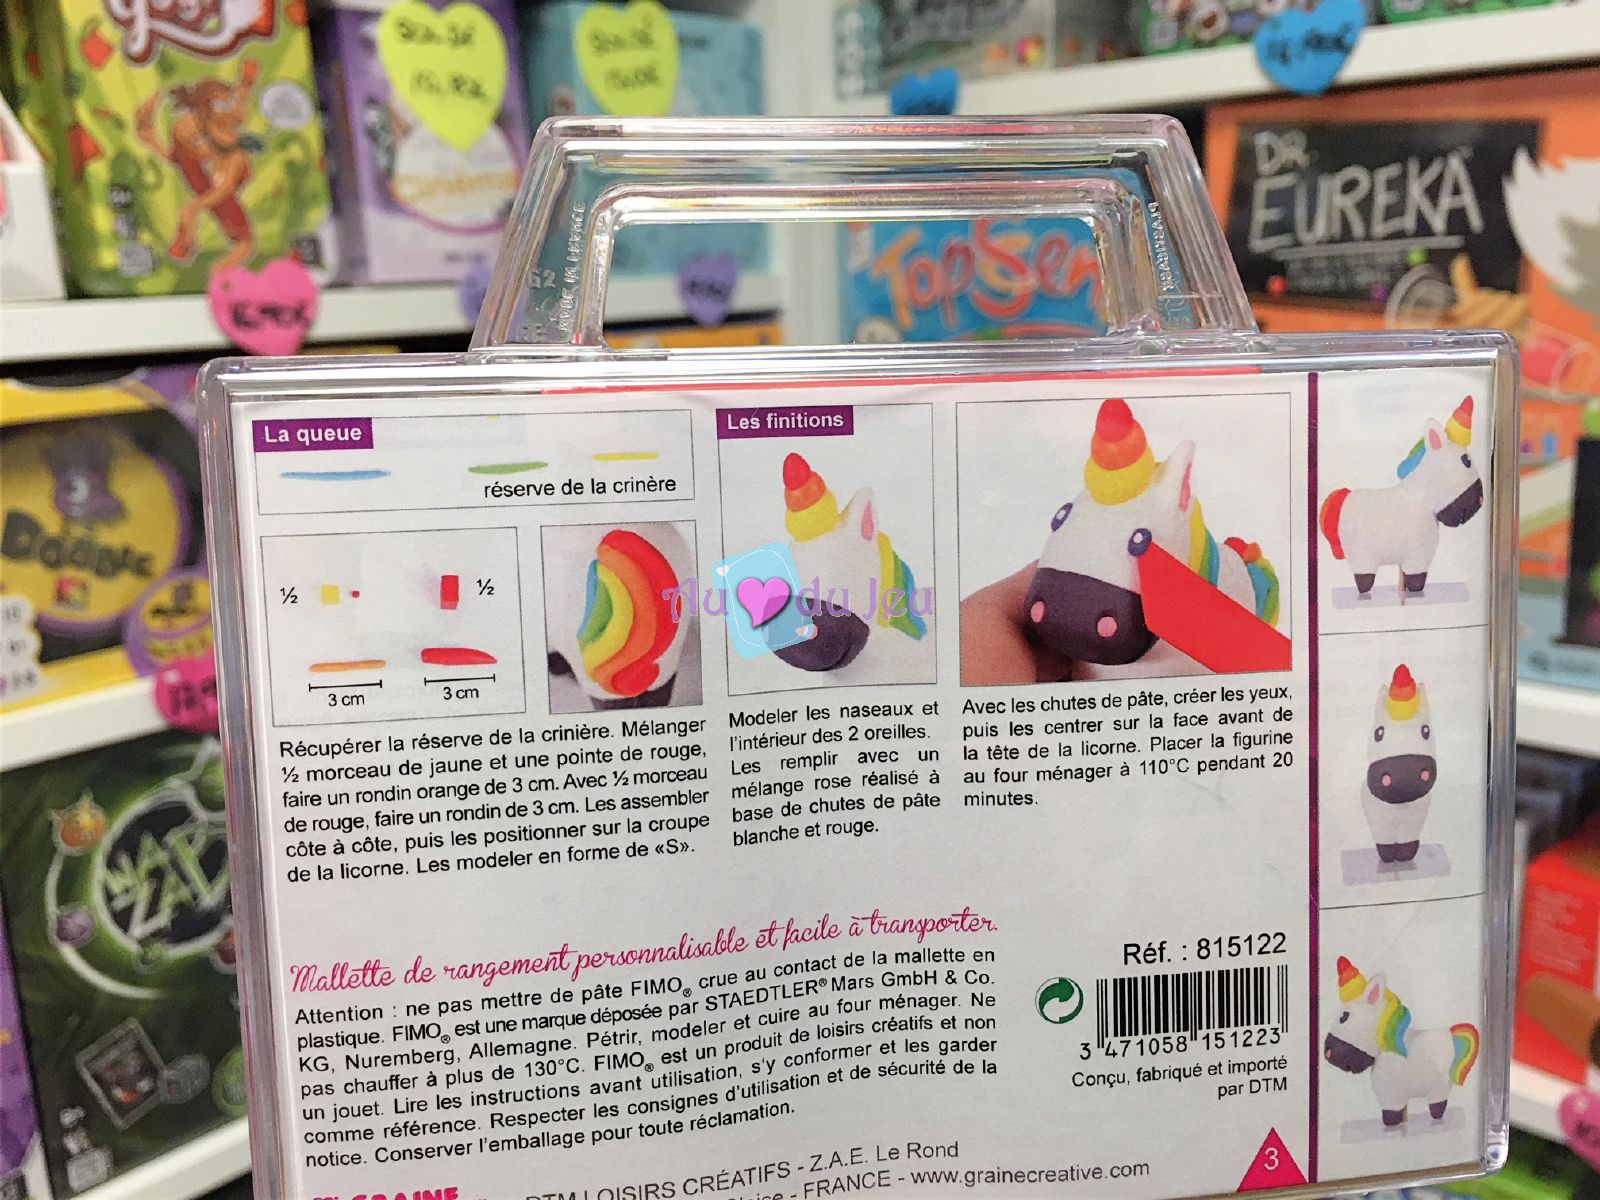 DR.
EUREKA
TopSen
DOBBLE
MADE IN FRANCE
La queue
réserve de la crinère
½
½
3 cm
3 cm
Récupérer la réserve de la crinière. Mélanger
½ morceau de jaune et une pointe de rouge,
faire un rondin orange de 3 cm. Avec ½ morceau
de rouge, faire un rondin de 3 cm. Les assembler
côte à côte, puis les positionner sur la croupe
de la licorne. Les modeler en forme de «S».
Les finitions
Modeler les naseaux et
l'intérieur des 2 oreilles.
Les remplir avec un
mélange rose réalisé à
base de chutes de pâte
blanche et rouge.
Avec les chutes de pâte, créer les yeux,
puis les centrer sur la face avant de
la tête de la licorne. Placer la figurine
au four ménager à 110°C pendant 20
minutes.
Au du Jeu
Mallette de rangement personnalisable et facile à transporter.
Attention : ne pas mettre de pâte FIMO® crue au contact de la mallette en
plastique. FIMO® est une marque déposée par STAEDTLER® Mars GmbH & Co.
KG, Nuremberg, Allemagne. Pétrir, modeler et cuire au four ménager. Ne
pas chauffer à plus de 130°C. FIMO® est un produit de loisirs créatifs et non
un jouet. Lire les instructions avant utilisation, s'y conformer et les garder
comme référence. Respecter les consignes d'utilisation et de sécurité de la
notice. Conserver l'emballage pour toute réclamation.
Réf. : 815122
3 471058 151223
Conçu, fabriqué et importé
par DTM
GRAINE
DTM LOISIRS CRÉATIFS - Z.A.E. Le Rond
- FRANCE - www.grainecreative.com
3